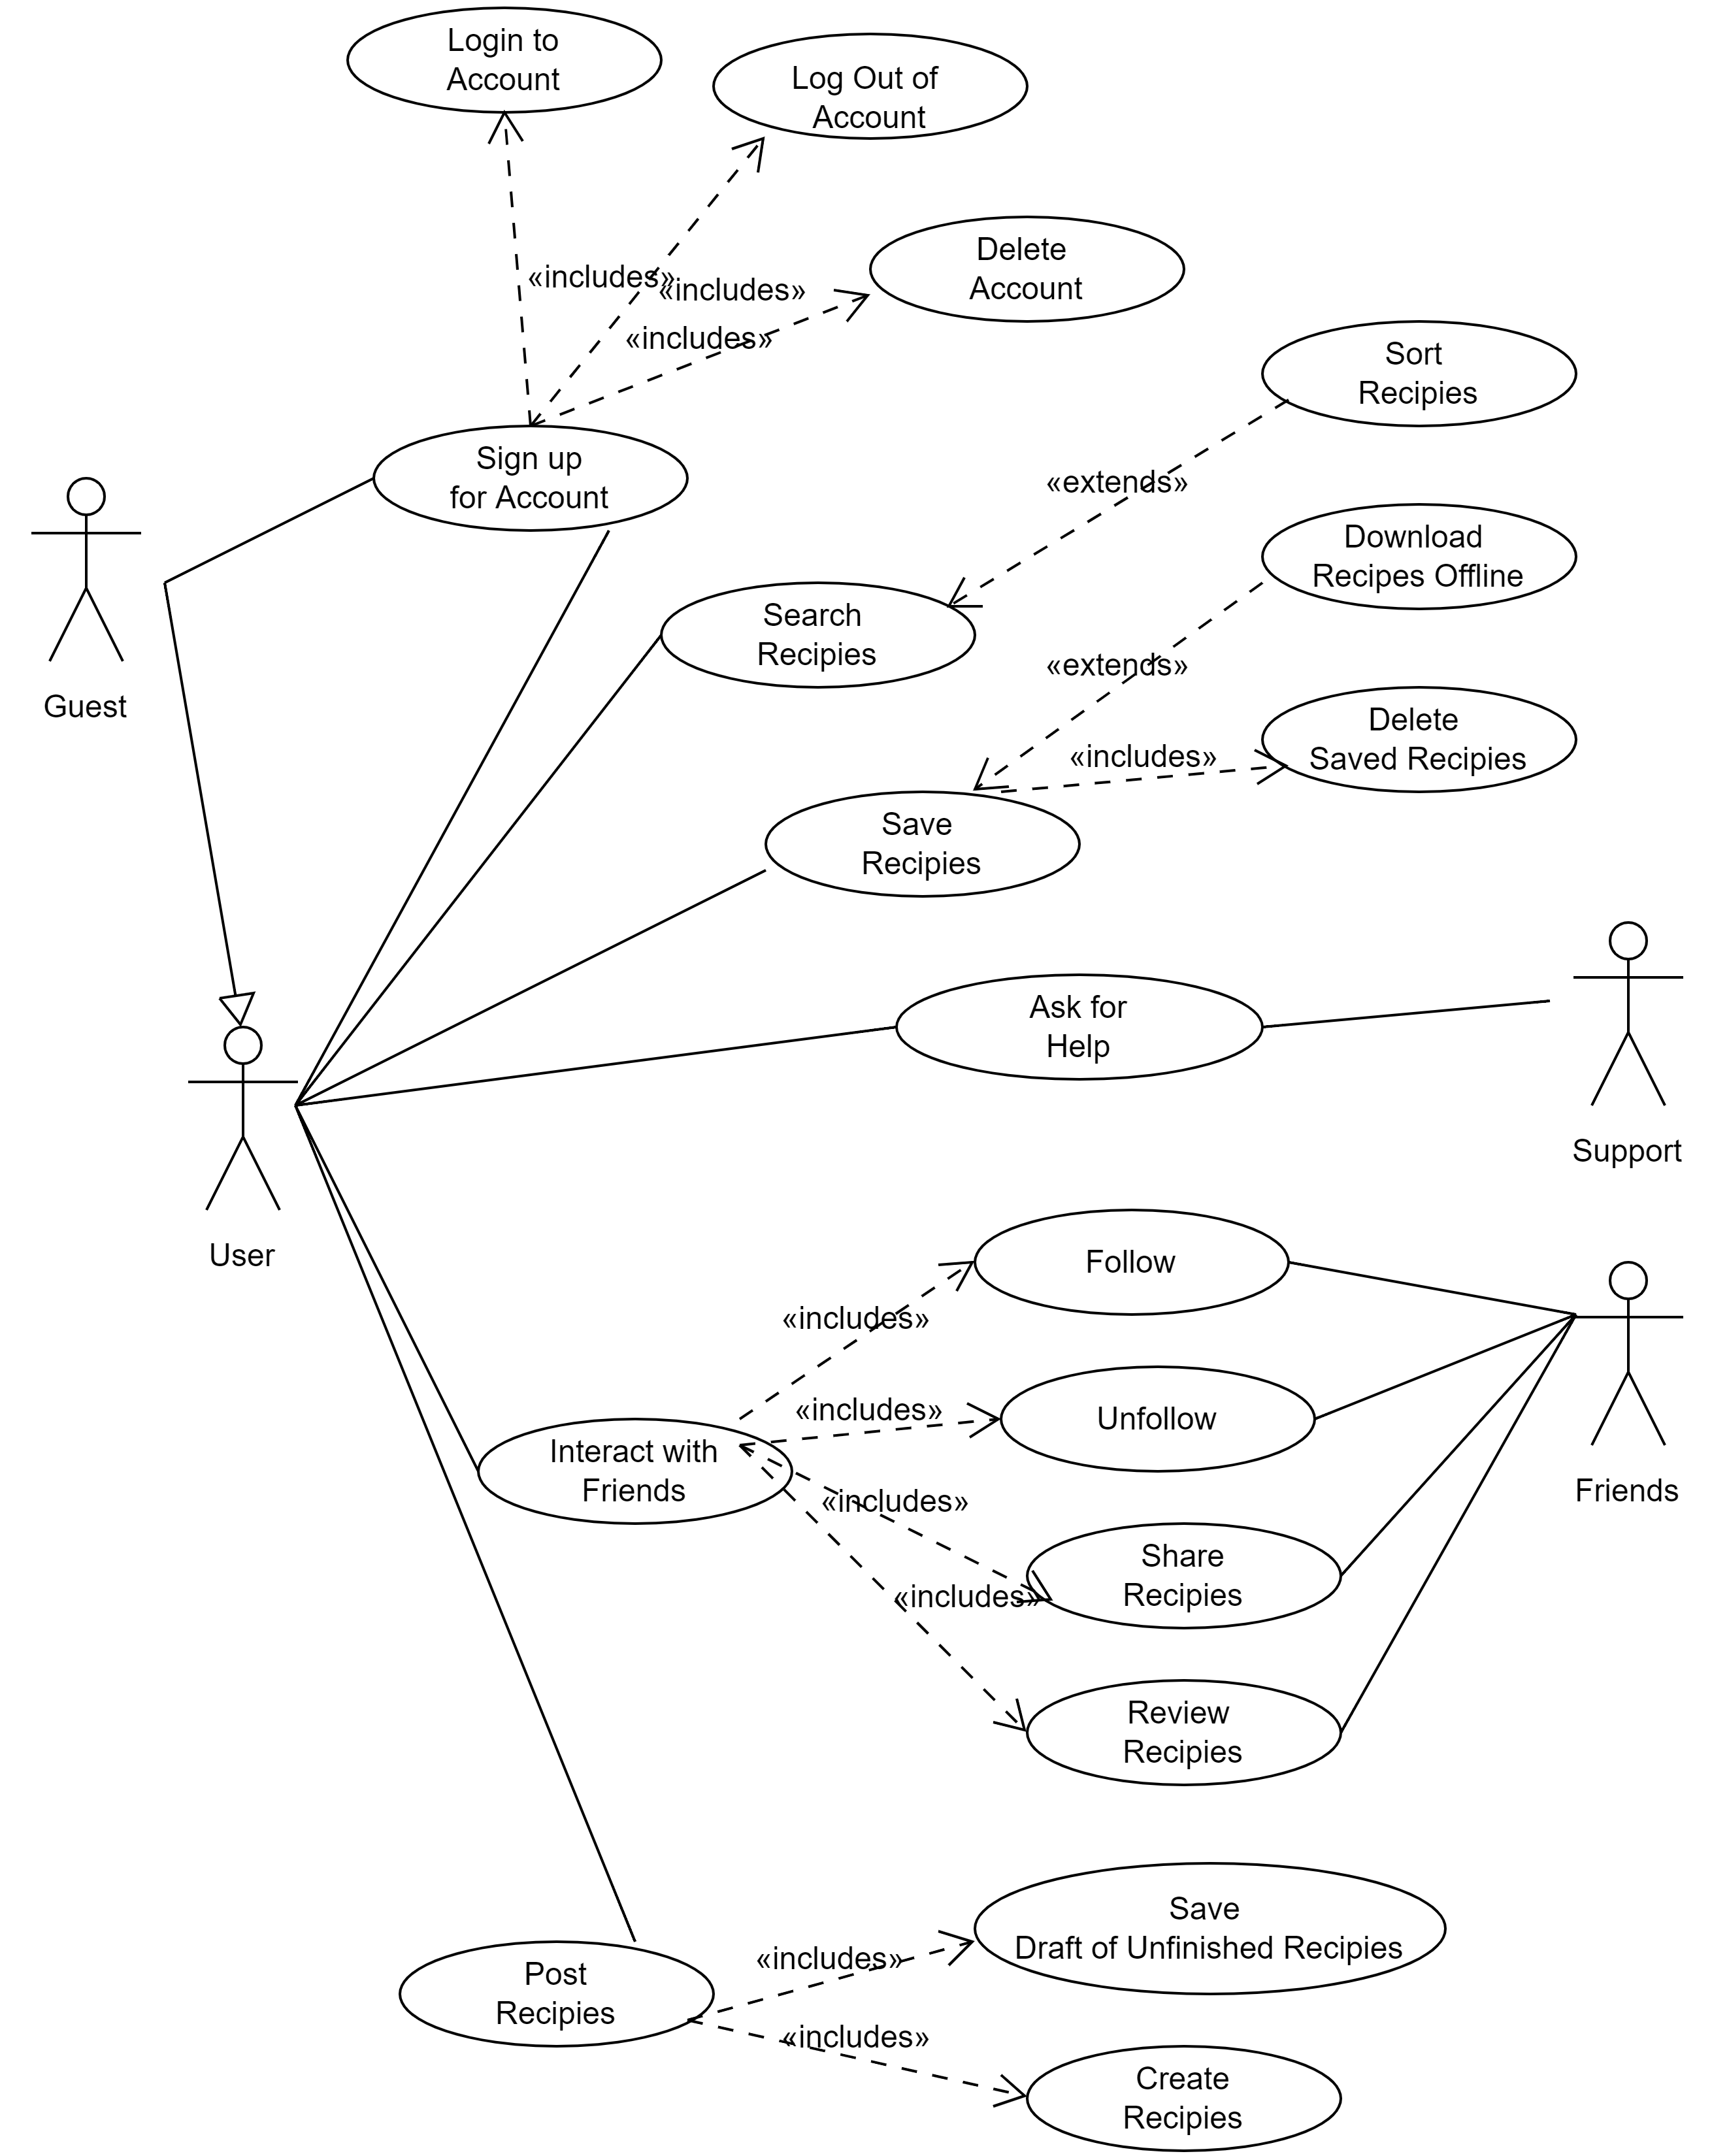 Login to
Account
Log Out of
Account
«includes»
«includes»
«includes»
Delete
Account
Sort
Recipies
Sign up
for Account
«extends»
Download
Recipes Offline
Guest
Search
Recipies
«extends»
Delete
Saved Recipies
«includes»
Save
Recipies
Ask for
Help
Support
User
Follow
«includes»
«includes»
Unfollow
Interact with
Friends
Friends
«includes»
Share
Recipies
«includes»
Review
Recipies
Save
Draft of Unfinished Recipies
«includes»
Post
Recipies
«includes»
Create
Recipies